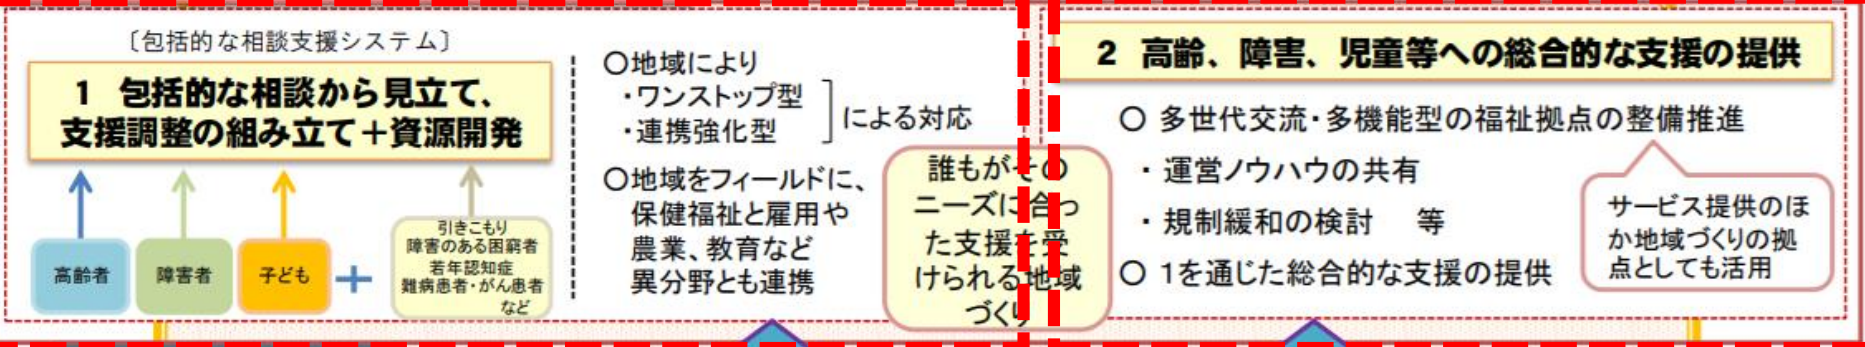 〔包括的な相談支援システム〕
1 包括的な相談から見立て、
支援調整の組み立て＋資源開発
高齢者
障害者
子ども
＋
引きこもり
障害のある困窮者
若年認知症
難病患者・がん患者
など
〇地域により
・ワンストップ型
・連携強化型
による対応
〇地域をフィールドに、
保健福祉と雇用や
農業、教育など
異分野とも連携
誰もがその
ニーズに合っ
た支援を受
けられる地域
づくり
2 高齢、障害、児童等への総合的な支援の提供
〇 多世代交流・多機能型の福祉拠点の整備推進
・ 運営ノウハウの共有
・ 規制緩和の検討 等
〇 1を通じた総合的な支援の提供
サービス提供のほ
か地域づくりの拠
点としても活用